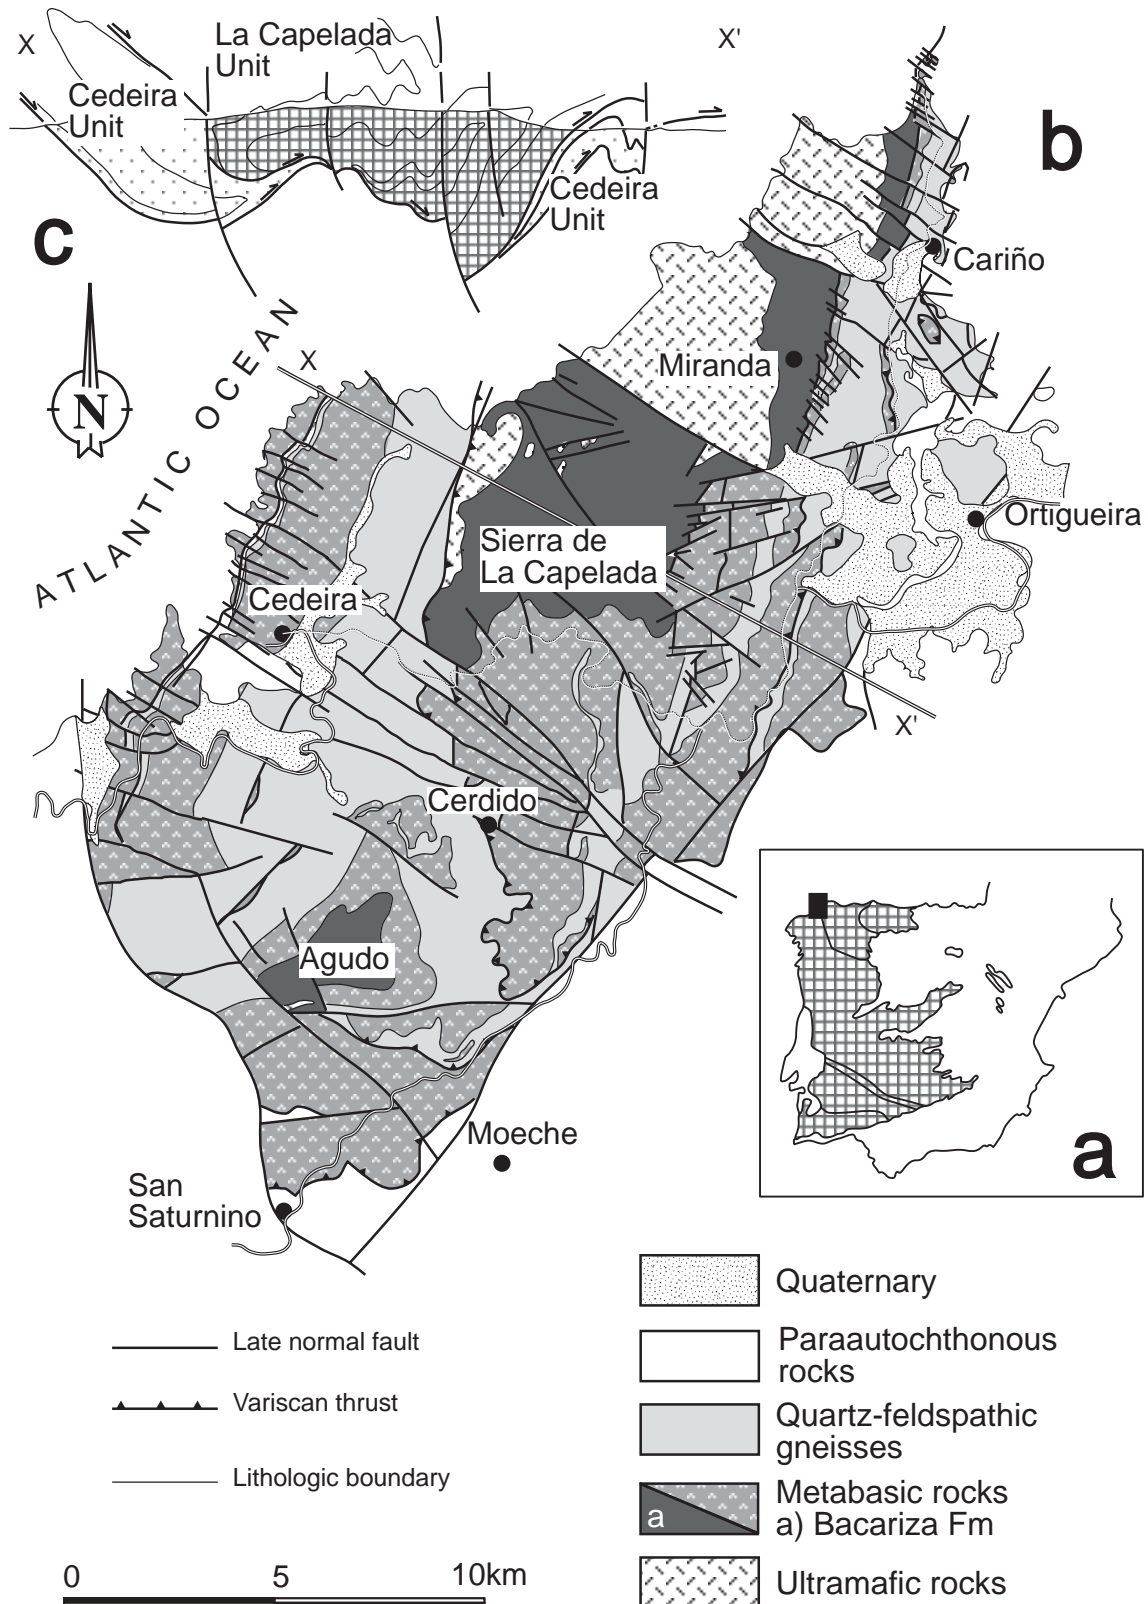 X
La Capelada
Unit
X'
Cedeira
Unit
Cedeira
Unit
c
b
N
ATLANTIC OCEAN
X
Cariño
Miranda
Ortigueira
Sierra de
La Capelada
Cedeira
X'
Cerdido
Agudo
Moeche
San
Saturnino
a
Late normal fault
Variscan thrust
Lithologic boundary
Quaternary
Paraautochthonous
rocks
Quartz-feldspathic
gneisses
a
Metabasic rocks
a) Bacariza Fm
Ultramafic rocks
0 5 10km